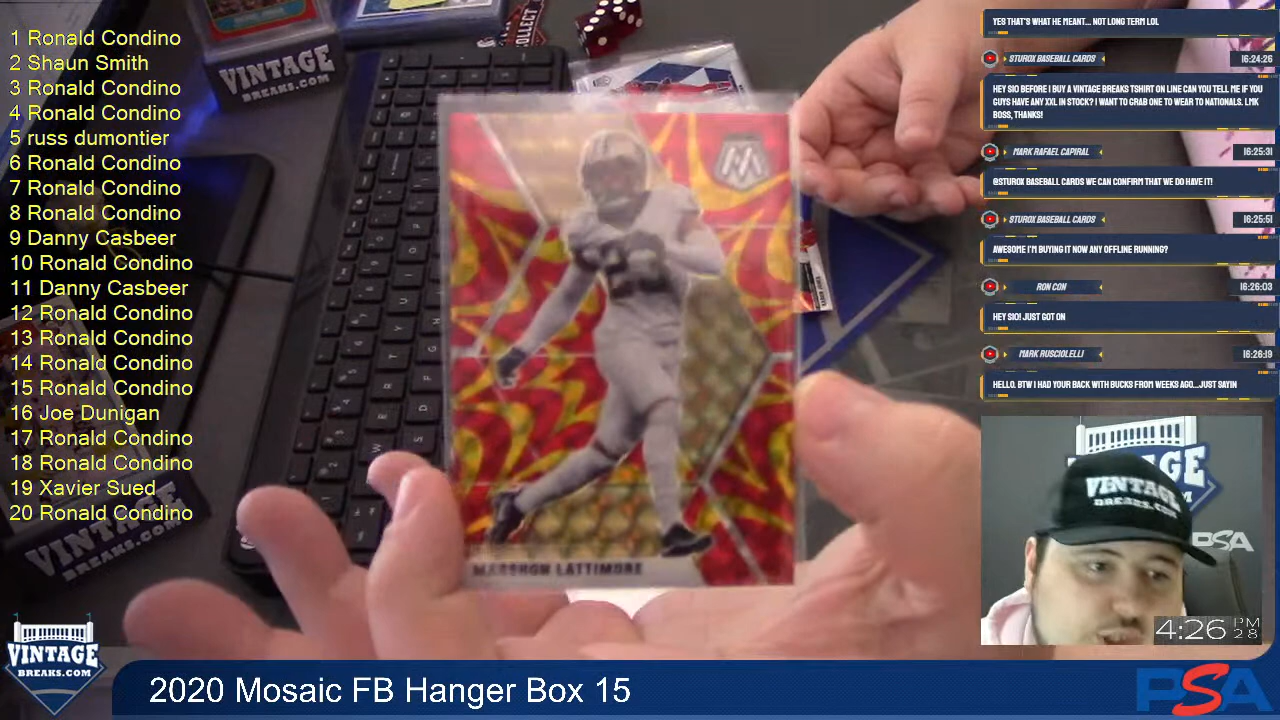 1 Ronald Condino
2 Shaun Smith
3 Ronald Condino
4 Ronald Condino
5 russ dumontier
6 Ronald Condino
7 Ronald Condino
8 Ronald Condino
9 Danny Casbeer
10 Ronald Condino
11 Danny Casbeer
12 Ronald Condino
13 Ronald Condino
14 Ronald Condino
15 Ronald Condino
16 Joe Dunigan
17 Ronald Condino
18 Ronald Condino
19 Xavier Sued
20 Ronald Condino
VINTAGE
BREAKS.COM
COLLECT
M
23
MARSHON LATTIMORE
VINTAGE
BREAKS.COM
YES THAT'S WHAT HE MEANT... NOT LONG TERM LOL
STUROX BASEBALL CARDS
16:24:26
HEY SIO BEFORE I BUY A VINTAGE BREAKS TSHIRT ON LINE CAN YOU TELL ME IF YOU
GUYS HAVE ANY XXL IN STOCK? I WANT TO GRAB ONE TO WEAR TO NATIONALS. LMK
BOSS, THANKS!
MARK RAFAEL CAPIRAL
16:25:31
@STUROX BASEBALL CARDS WE CAN CONFIRM THAT WE DO HAVE IT!
STUROX BASEBALL CARDS
16:25:51
AWESOME I'M BUYING IT NOW ANY OFFLINE RUNNING?
RON CON
16:26:03
HEY SIO! JUST GOT ON
MARK RUSCIOLELLI
16:26:19
HELLO. BTW I HAD YOUR BACK WITH BUCKS FROM WEEKS AGO...JUST SAYIN
VINTAGE
BREAKS.COM
PSA
4:26 PM
28
VINTAGE
BREAKS.COM
2020 Mosaic FB Hanger Box 15
PSA